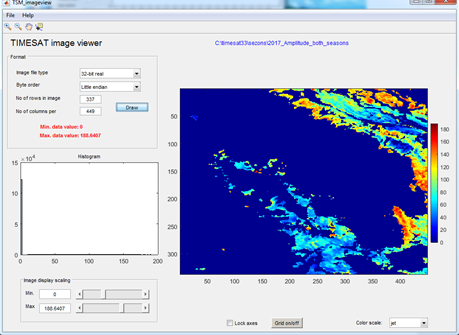 TSM_imageview
File Help
TIMESAT image viewer
C:\timesat33\sezons\2017_Amplitude_both_seasons
Format
Image file type 32-bit real
Byte order Little endian
No of rows in image 337
No of columns per 449
Draw
Min. data value: 0
Max. data value: 188.6407
Histogram
15 × 10⁴
10
5
0
0 50 100 150 200
50
100
150
200
250
300
50 100 150 200 250 300 350 400
180
160
140
120
100
80
60
40
20
0
Image display scaling
Min. 0
Max 188.6407
Lock axes
Grid on/off
Color scale: jet